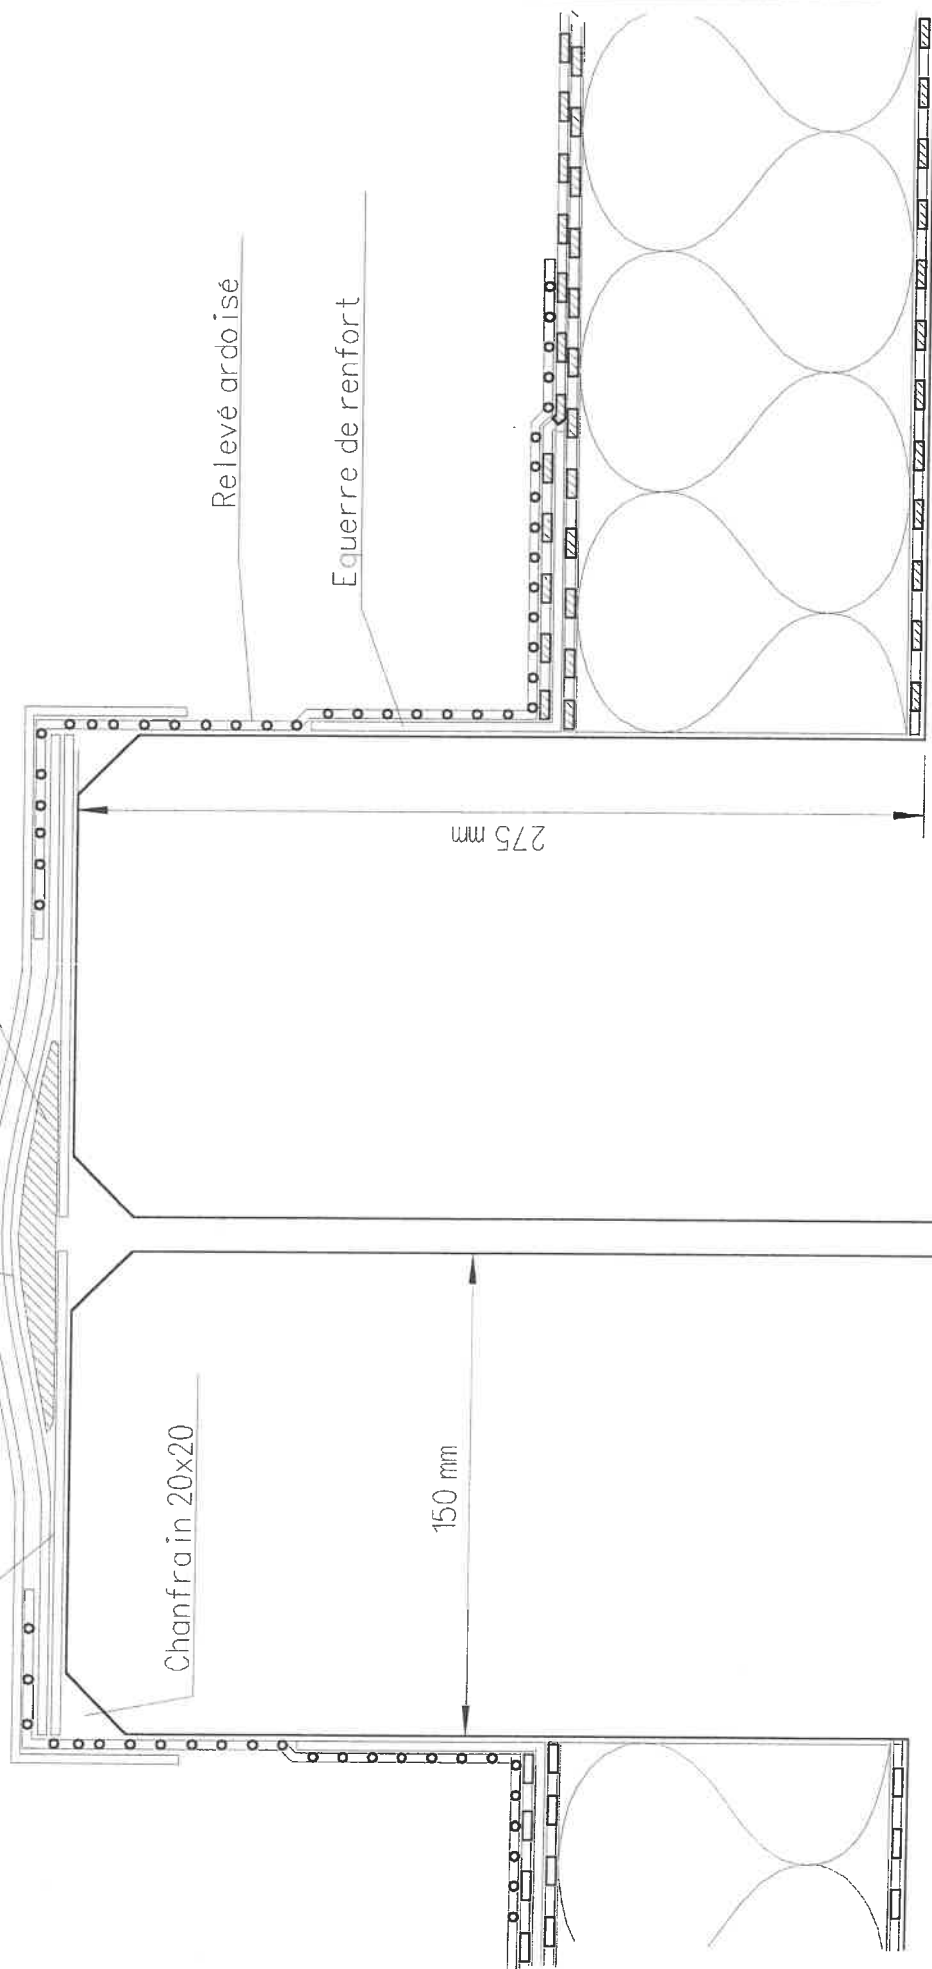 Relevé ardoisé
Equerre de renfort
275 mm
Chanfrain 20x20
150 mm